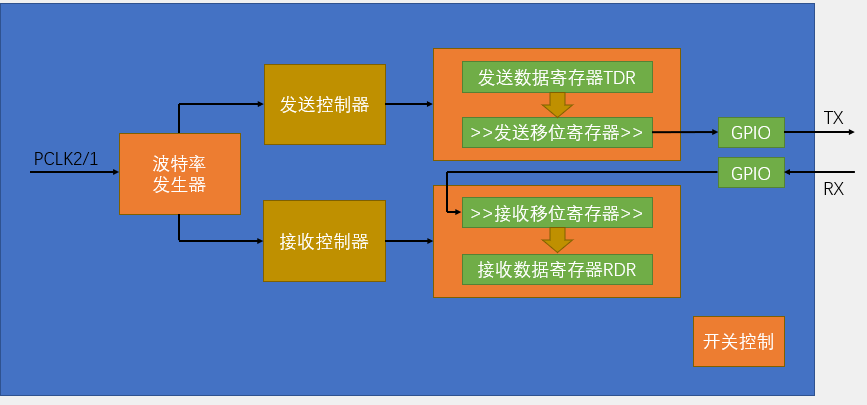 发送数据寄存器TDR
发送控制器
>>发送移位寄存器>>
GPIO
TX
PCLK2/1
波特率
发生器
GPIO
RX
>>接收移位寄存器>>
接收控制器
接收数据寄存器RDR
开关控制